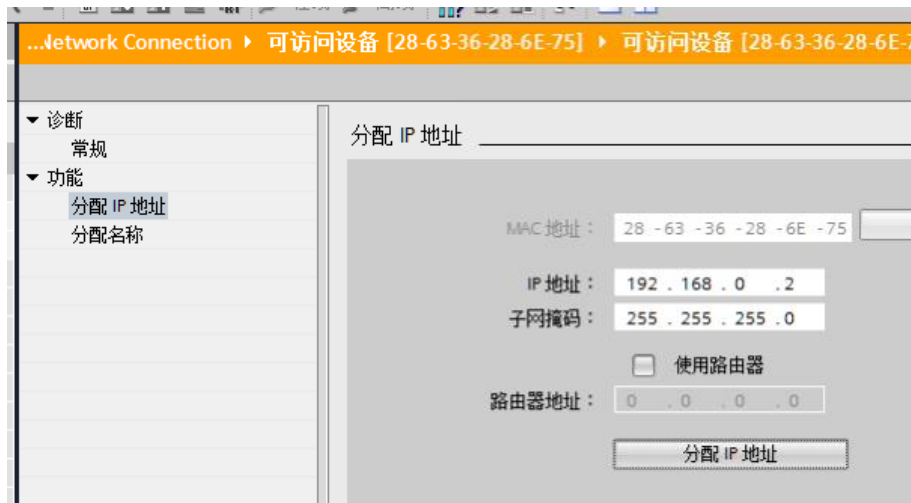 ...Network Connection ▸ 可访问设备 [28-63-36-28-6E-75] ▸ 可访问设备 [28-63-36-28-6E-
诊断
常规
功能
分配 IP 地址
分配名称
分配 IP 地址
MAC 地址： 28 -63 -36 -28 -6E -75
IP 地址： 192 . 168 . 0 . 2
子网掩码： 255 . 255 . 255 . 0
使用路由器
路由器地址： 0 . 0 . 0 . 0
分配 IP 地址